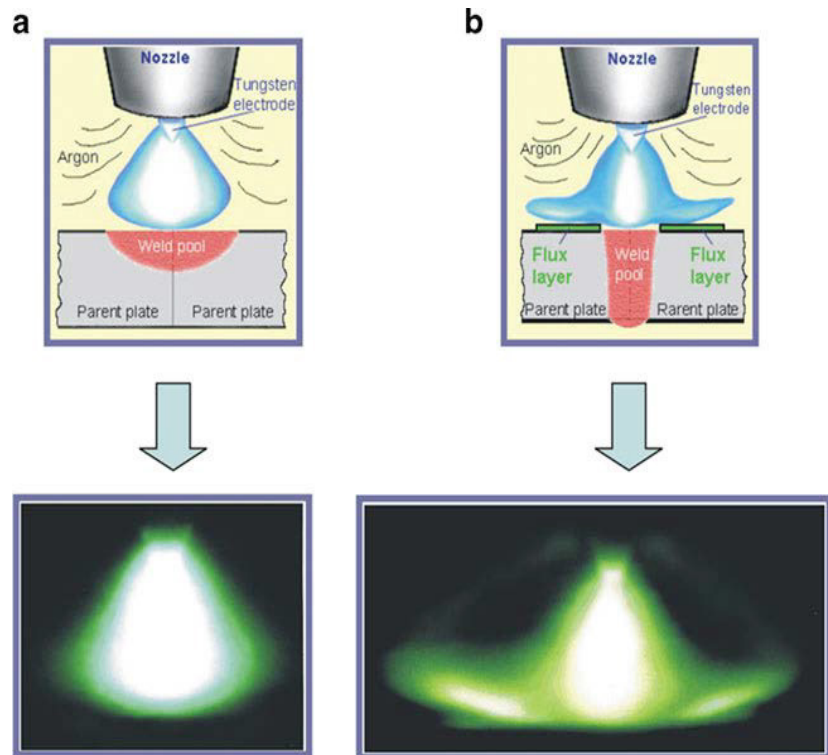 a
Nozzle
Tungsten
electrode
Argon
Weld pool
Parent plate
Parent plate
b
Nozzle
Tungsten
electrode
Argon
Flux
layer
Weld
pool
Flux
layer
Parent plate
Rarent plate